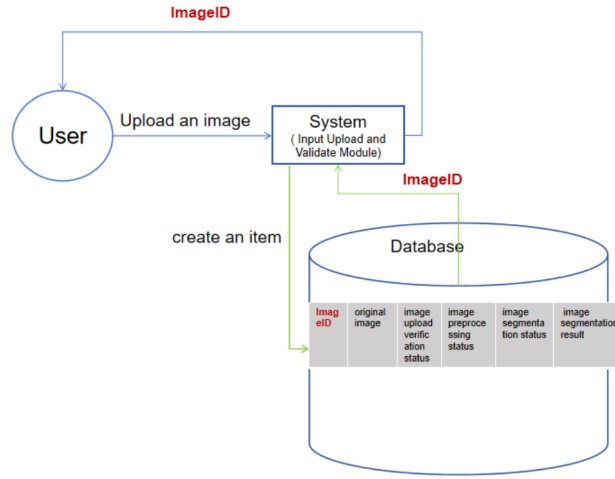 ImageID
User
Upload an image
System
( Input Upload and
Validate Module)
ImageID
create an item
Database
Imag
eID
original
image
image
upload
verific
ation
status
image
preproce
ssing
status
image
segmenta
tion status
image
segmentation
result